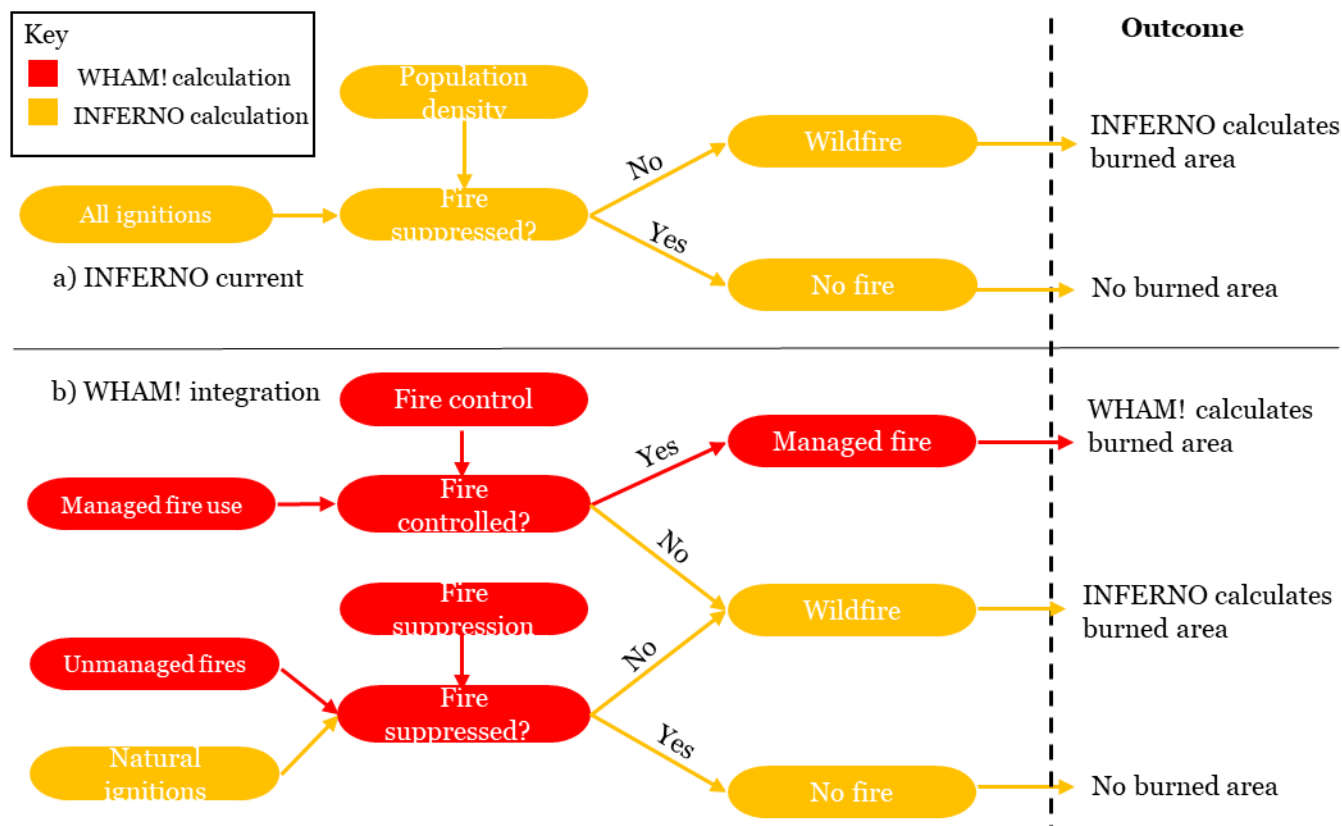 Key
WHAM! calculation
INFERNO calculation
Outcome
Population
density
All ignitions
Fire
suppressed?
No
Yes
Wildfire
No fire
INFERNO calculates
burned area
No burned area
a) INFERNO current
b) WHAM! integration
Fire control
Managed fire use
Fire
controlled?
Yes
No
Managed fire
WHAM! calculates
burned area
Fire
suppression
Unmanaged fires
Natural
ignitions
Fire
suppressed?
No
Yes
Wildfire
No fire
INFERNO calculates
burned area
No burned area